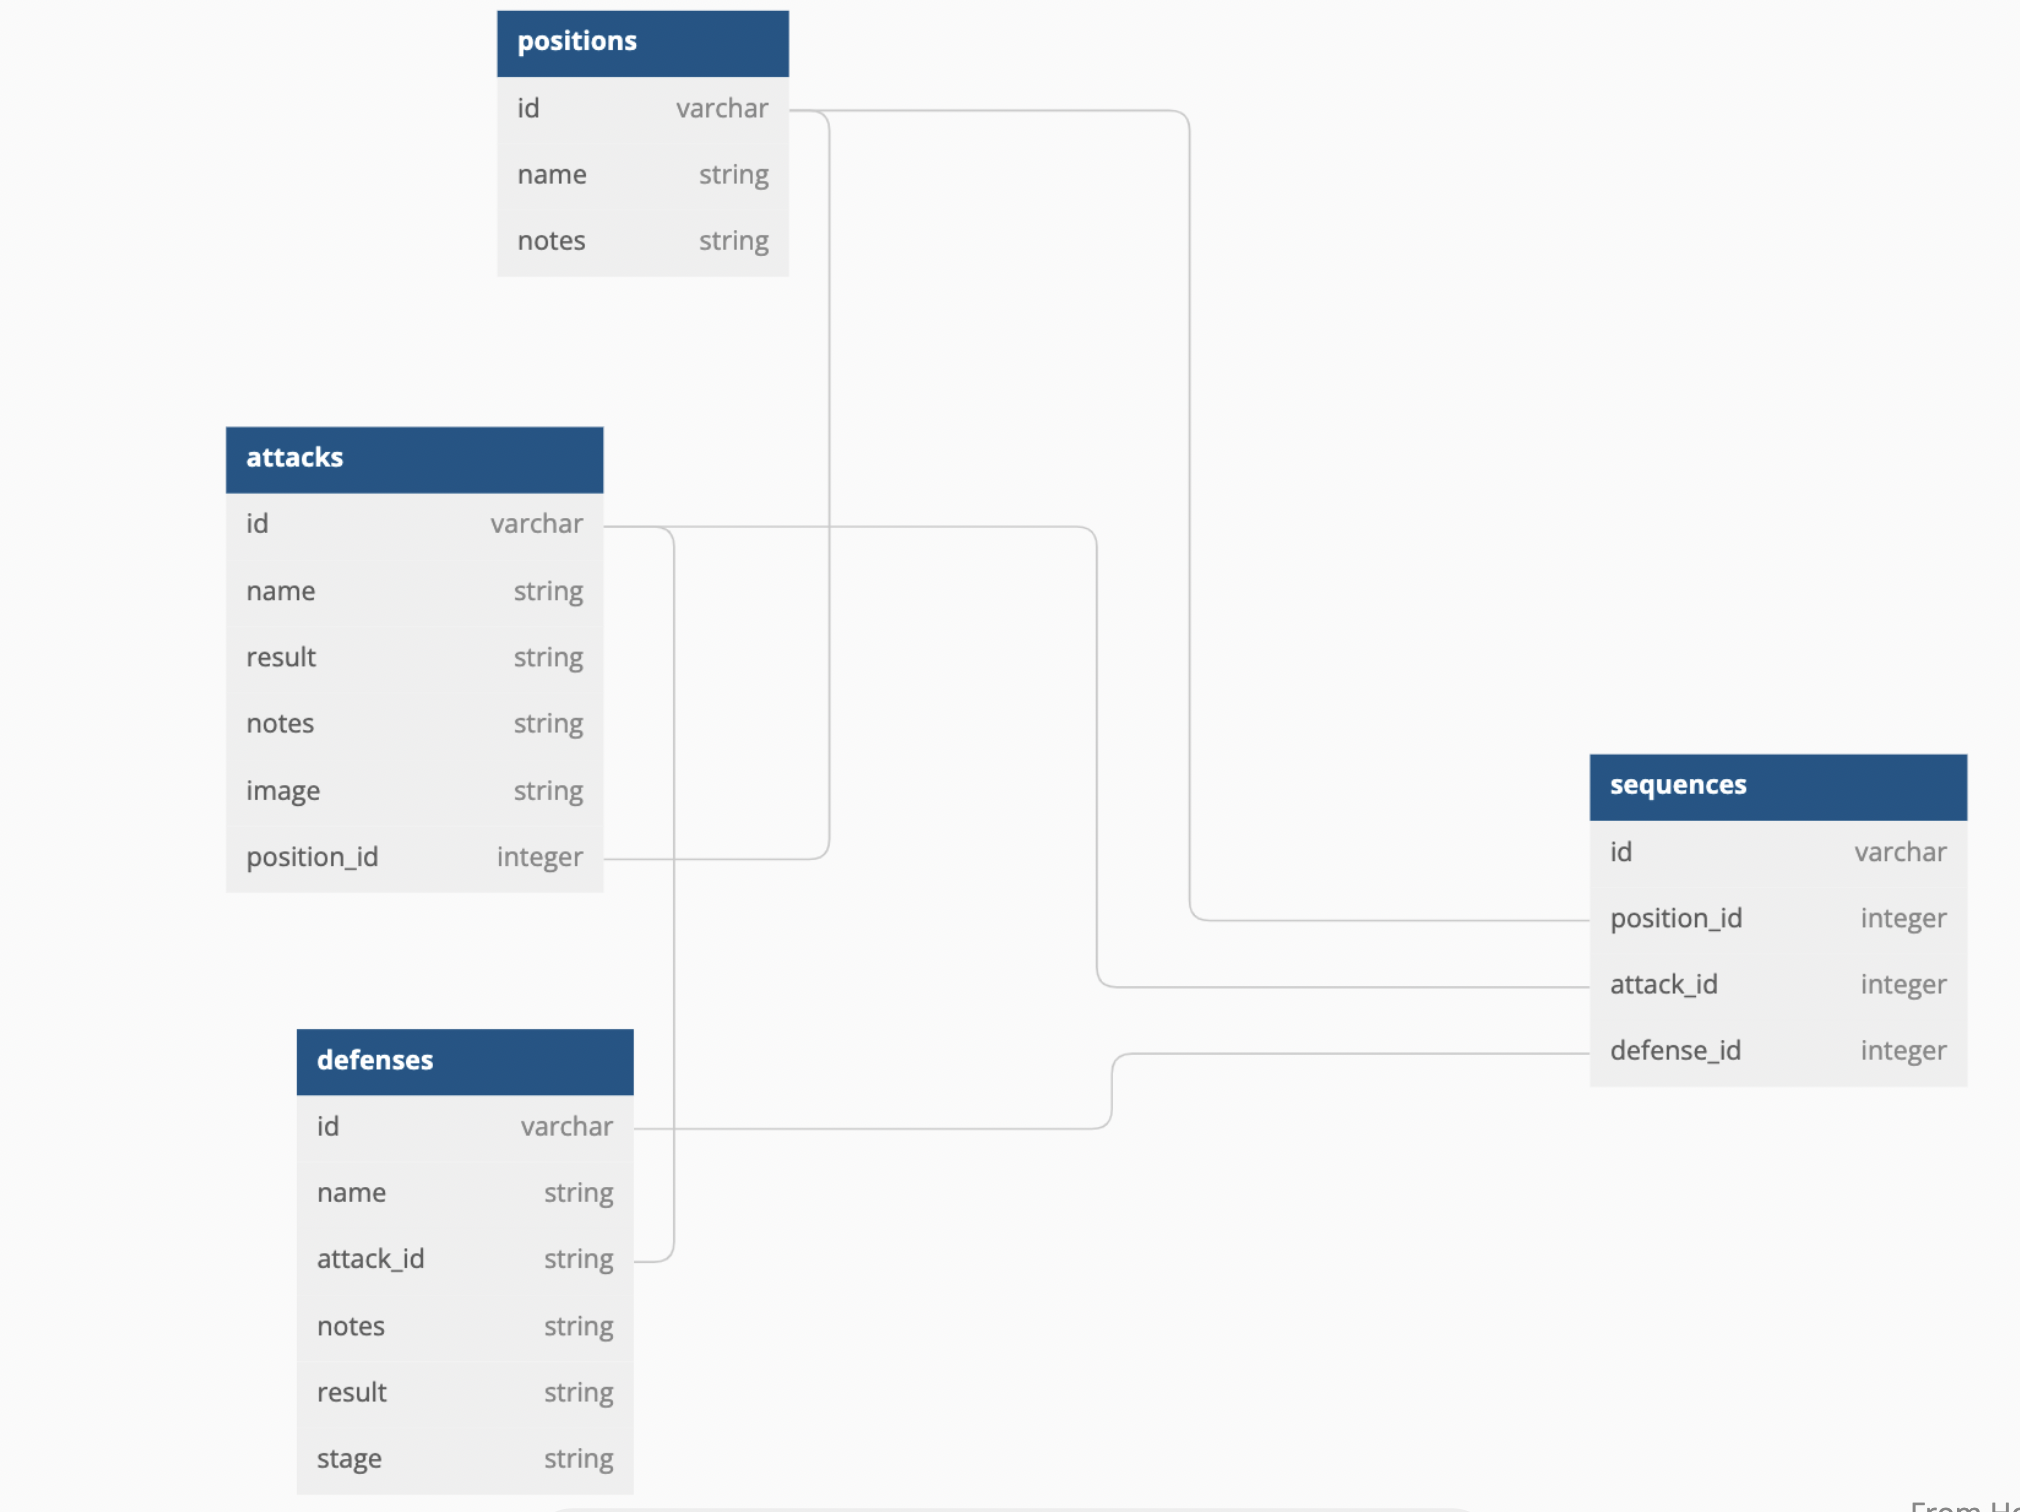 positions
id varchar
name string
notes string
attacks
id varchar
name string
result string
notes string
image string
position_id integer
sequences
id varchar
position_id integer
attack_id integer
defense_id integer
defenses
id varchar
name string
attack_id string
notes string
result string
stage string
From